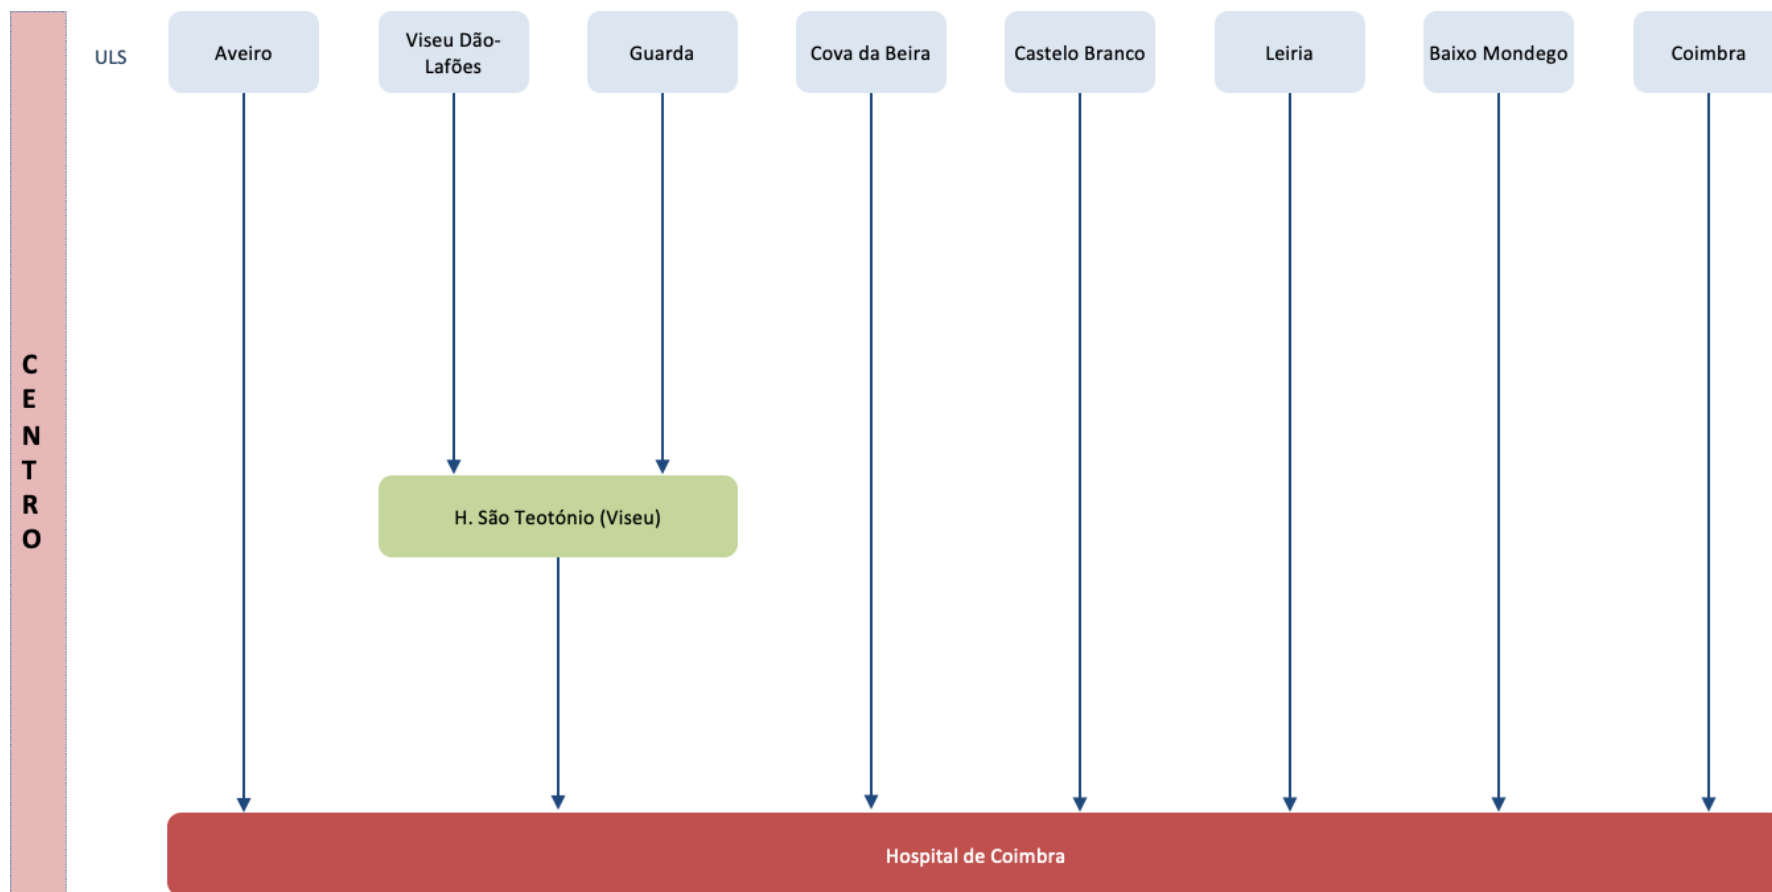 ULS
Aveiro
Viseu Dão-
Lafões
Guarda
Cova da Beira
Castelo Branco
Leiria
Baixo Mondego
Coimbra
C
E
N
T
R
O
H. São Teotónio (Viseu)
Hospital de Coimbra